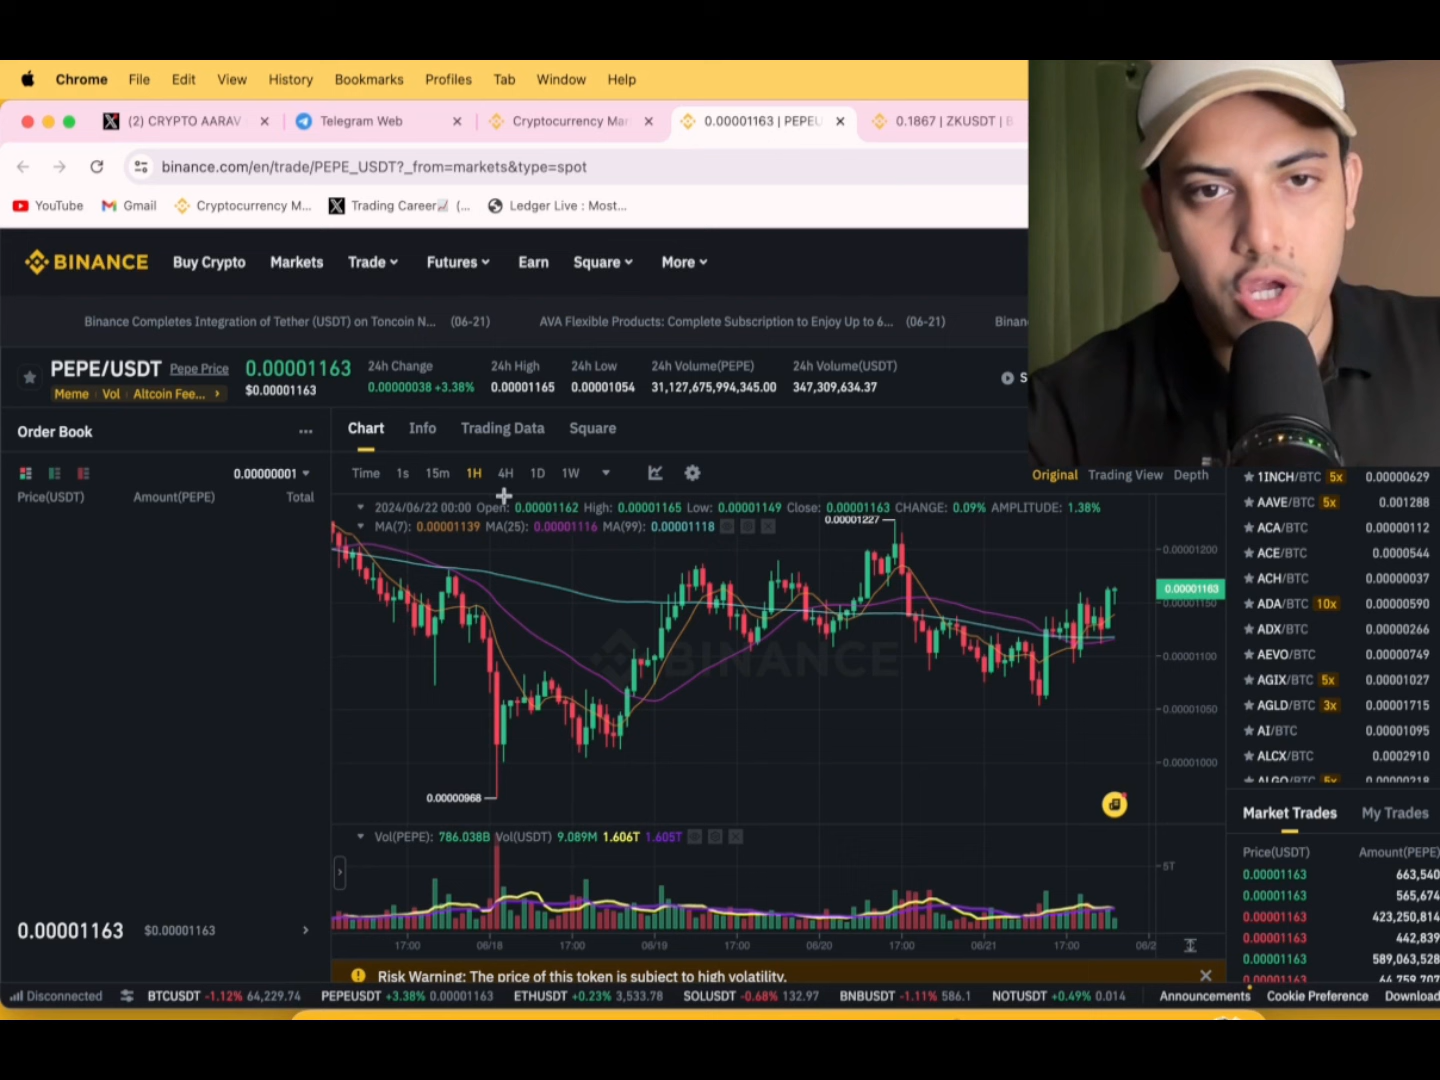 Chrome File Edit View History Bookmarks Profiles Tab Window Help
(2) CRYPTO AARAV Telegram Web Cryptocurrency Mar 0.00001163 | PEPEU 0.1867 | ZKUSDT | B
binance.com/en/trade/PEPE_USDT?_from=markets&type=spot
YouTube Gmail Cryptocurrency M... Trading Career (... Ledger Live : Most...
BINANCE Buy Crypto Markets Trade Futures Earn Square More
Binance Completes Integration of Tether (USDT) on Toncoin N... (06-21) AVA Flexible Products: Complete Subscription to Enjoy Up to 6... (06-21) Binan
PEPE/USDT Pepe Price 0.00001163 24h Change 24h High 24h Low 24h Volume(PEPE) 24h Volume(USDT)
$0.00001163 0.00000038 +3.38% 0.00001165 0.00001054 31,127,675,994,345.00 347,309,634.37 S
Meme Vol Altcoin Fee...
Order Book ... Chart Info Trading Data Square
0.00000001 Time 1s 15m 1H 4H 1D 1W Original Trading View Depth
Price(USDT) Amount(PEPE) Total
2024/06/22 00:00 Open: 0.00001162 High: 0.00001165 Low: 0.00001149 Close: 0.00001163 CHANGE: 0.09% AMPLITUDE: 1.38%
MA(7): 0.00001139 MA(25): 0.00001116 MA(99): 0.00001118
0.00001227
0.00001200
0.00001163
0.00001150
0.00001100
BINANCE
0.00001050
0.00001000
0.00000968
Vol(PEPE): 786.038B Vol(USDT) 9.089M 1.606T 1.605T
5T
17:00 06/18 17:00 06/19 17:00 06/20 17:00 06/21 17:00 06/2
0.00001163 $0.00001163
1INCH/BTC 5x 0.00000629
AAVE/BTC 5x 0.001288
ACA/BTC 0.00000112
ACE/BTC 0.0000544
ACH/BTC 0.00000037
ADA/BTC 10x 0.00000590
ADX/BTC 0.00000266
AEVO/BTC 0.00000749
AGIX/BTC 5x 0.00001027
AGLD/BTC 3x 0.00001715
AI/BTC 0.00001095
ALCX/BTC 0.0002910
ALGO/BTC 5x 0.00000218
Market Trades My Trades
Price(USDT) Amount(PEPE)
0.00001163 663,540
0.00001163 565,674
0.00001163 423,250,814
0.00001163 442,839
0.00001163 589,063,528
0.00001163
Risk Warning: The price of this token is subject to high volatility.
Disconnected BTCUSDT -1.12% 64,229.74 PEPEUSDT +3.38% 0.00001163 ETHUSDT +0.23% 3,533.78 SOLUSDT -0.68% 132.97 BNBUSDT -1.11% 586.1 NOTUSDT +0.49% 0.014 Announcements Cookie Preference Download